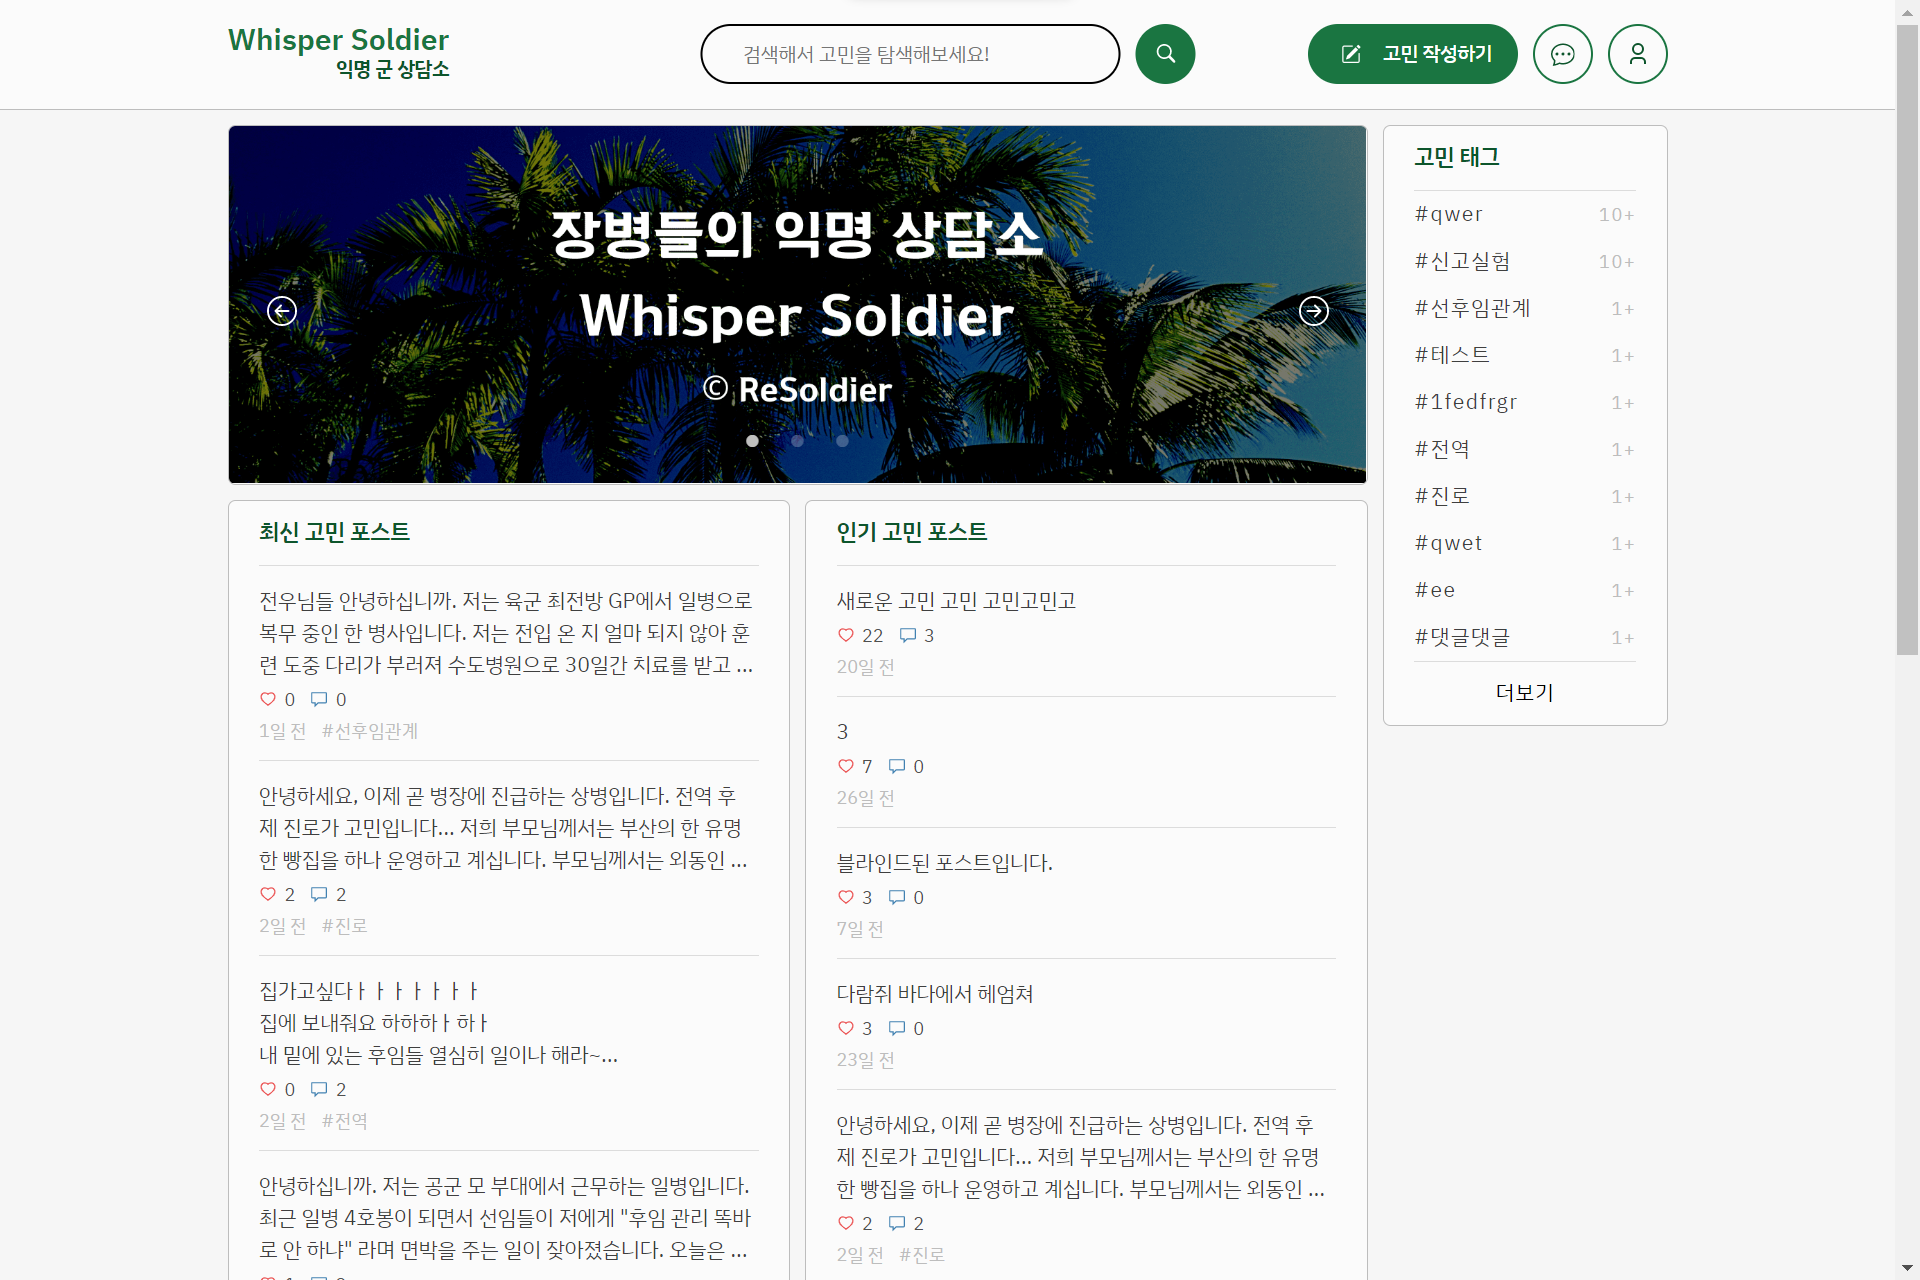 Whisper Soldier
익명 군 상담소
검색해서 고민을 탐색해보세요!
고민 작성하기
장병들의 익명 상담소
Whisper Soldier
© ReSoldier
고민 태그
#qwer 10+
#신고실험 10+
#선후임관계 1+
#테스트 1+
#1fedfrgr 1+
#전역 1+
#진로 1+
#qwet 1+
#ee 1+
#댓글댓글 1+
더보기
최신 고민 포스트
전우님들 안녕하십니까. 저는 육군 최전방 GP에서 일병으로
복무 중인 한 병사입니다. 저는 전입 온 지 얼마 되지 않아 훈
련 도중 다리가 부러져 수도병원으로 30일간 치료를 받고 ...
0 0
1일 전 #선후임관계
안녕하세요, 이제 곧 병장에 진급하는 상병입니다. 전역 후
제 진로가 고민입니다... 저희 부모님께서는 부산의 한 유명
한 빵집을 하나 운영하고 계십니다. 부모님께서는 외동인 ...
2 2
2일 전 #진로
집가고싶다ㅏㅏㅏㅏㅏㅏㅏ
집에 보내줘요 하하하ㅏ하ㅏ
내 밑에 있는 후임들 열심히 일이나 해라~...
0 2
2일 전 #전역
안녕하십니까. 저는 공군 모 부대에서 근무하는 일병입니다.
최근 일병 4호봉이 되면서 선임들이 저에게 "후임 관리 똑바
로 안 하냐" 라며 면박을 주는 일이 잦아졌습니다. 오늘은 ...
인기 고민 포스트
새로운 고민 고민 고민고민고
22 3
20일 전
3
7 0
26일 전
블라인드된 포스트입니다.
3 0
7일 전
다람쥐 바다에서 헤엄쳐
3 0
23일 전
안녕하세요, 이제 곧 병장에 진급하는 상병입니다. 전역 후
제 진로가 고민입니다... 저희 부모님께서는 부산의 한 유명
한 빵집을 하나 운영하고 계십니다. 부모님께서는 외동인 ...
2 2
2일 전 #진로